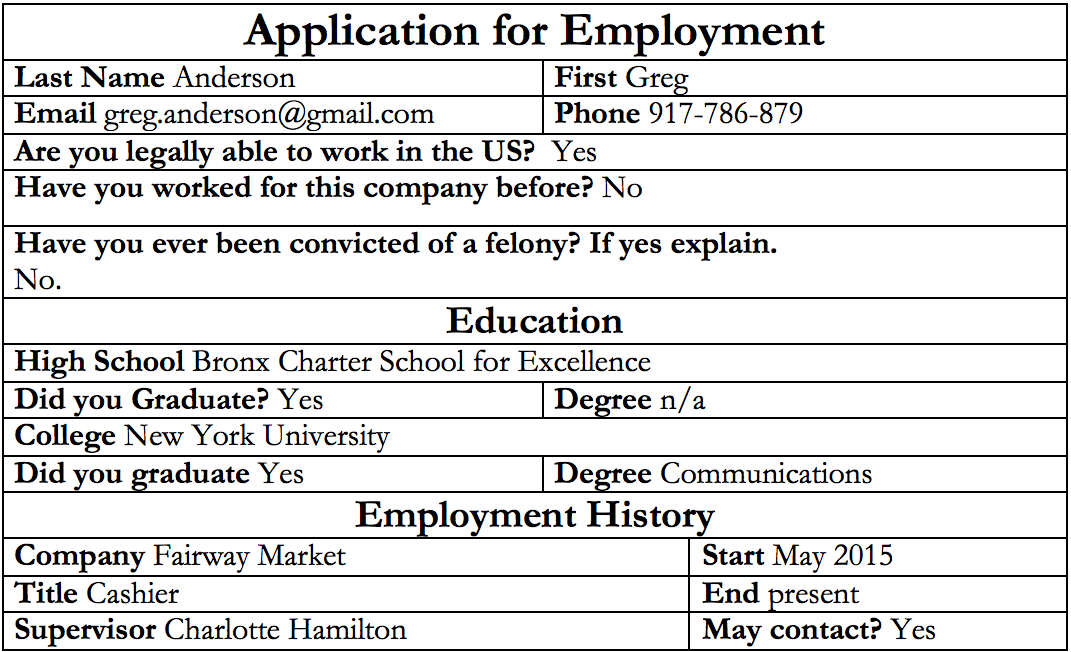 Application for Employment
Last Name Anderson First Greg
Email greg.anderson@gmail.com Phone 917-786-879
Are you legally able to work in the US? Yes
Have you worked for this company before? No
Have you ever been convicted of a felony? If yes explain.
No.
Education
High School Bronx Charter School for Excellence
Did you Graduate? Yes Degree n/a
College New York University
Did you graduate Yes Degree Communications
Employment History
Company Fairway Market Start May 2015
Title Cashier End present
Supervisor Charlotte Hamilton May contact? Yes